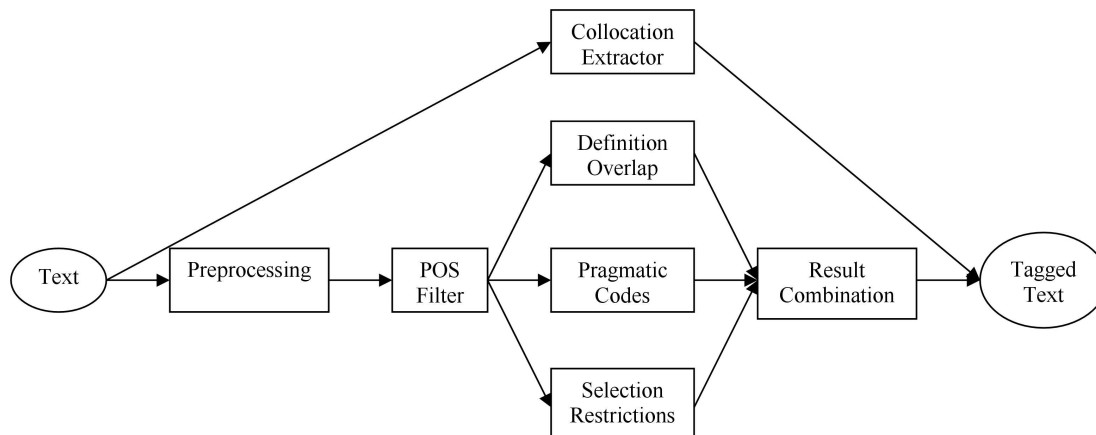 Collocation
Extractor
Definition
Overlap
Text
Preprocessing
POS
Filter
Pragmatic
Codes
Result
Combination
Tagged
Text
Selection
Restrictions